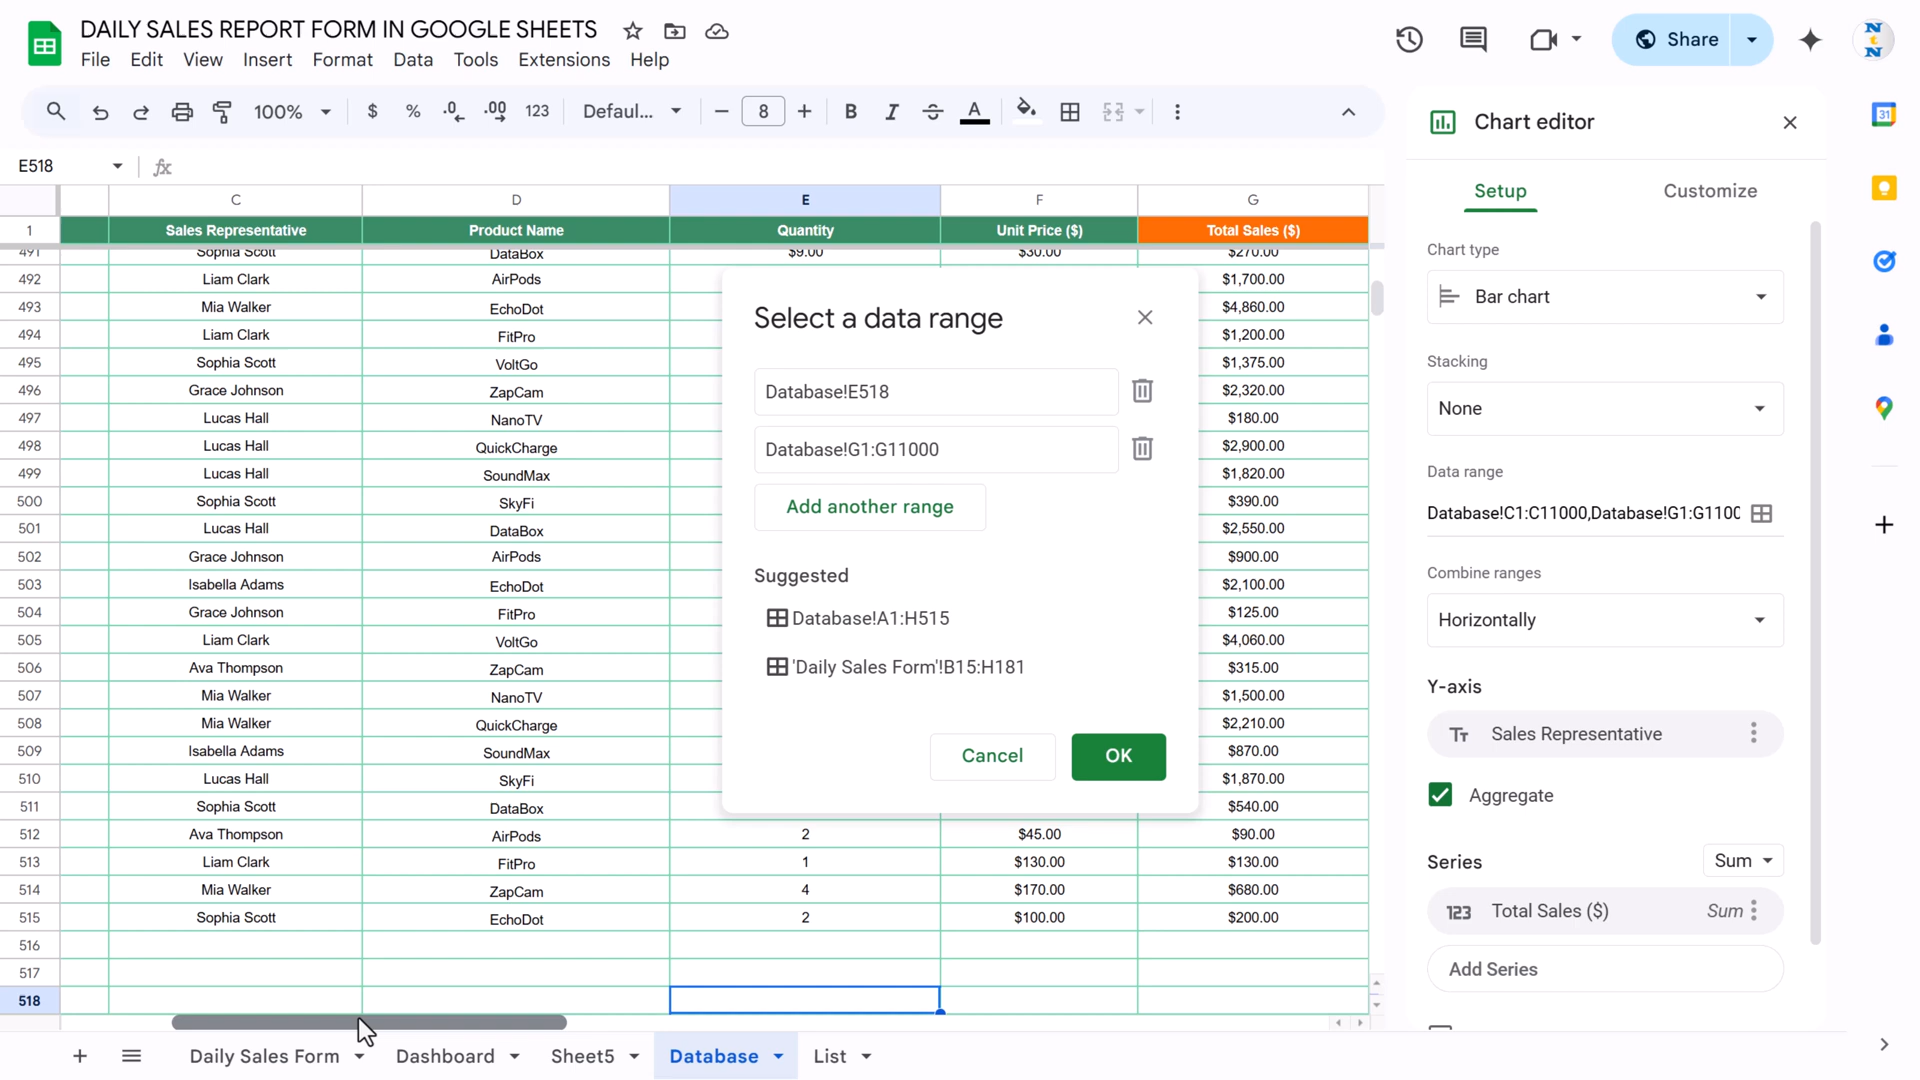 DAILY SALES REPORT FORM IN GOOGLE SHEETS
File Edit View Insert Format Data Tools Extensions Help
Share
100% $ % .0 .00 123 Defaul... 8 B I A
E518 fx
C D E F G
1 Sales Representative Product Name Quantity Unit Price ($) Total Sales ($)
491 Sophia Scott DataBox $9.00 $30.00 $270.00
492 Liam Clark AirPods $1,700.00
493 Mia Walker EchoDot $4,860.00
494 Liam Clark FitPro $1,200.00
495 Sophia Scott VoltGo $1,375.00
496 Grace Johnson ZapCam $2,320.00
497 Lucas Hall NanoTV $180.00
498 Lucas Hall QuickCharge $2,900.00
499 Lucas Hall SoundMax $1,820.00
500 Sophia Scott SkyFi $390.00
501 Lucas Hall DataBox $2,550.00
502 Grace Johnson AirPods $900.00
503 Isabella Adams EchoDot $2,100.00
504 Grace Johnson FitPro $125.00
505 Liam Clark VoltGo $4,060.00
506 Ava Thompson ZapCam $315.00
507 Mia Walker NanoTV $1,500.00
508 Mia Walker QuickCharge $2,210.00
509 Isabella Adams SoundMax $870.00
510 Lucas Hall SkyFi $1,870.00
511 Sophia Scott DataBox $540.00
512 Ava Thompson AirPods 2 $45.00 $90.00
513 Liam Clark FitPro 1 $130.00 $130.00
514 Mia Walker ZapCam 4 $170.00 $680.00
515 Sophia Scott EchoDot 2 $100.00 $200.00
516
517
518
Select a data range
Database!E518
Database!G1:G11000
Add another range
Suggested
Database!A1:H515
'Daily Sales Form'!B15:H181
Cancel OK
Chart editor
Setup Customize
Chart type
Bar chart
Stacking
None
Data range
Database!C1:C11000,Database!G1:G1100
Combine ranges
Horizontally
Y-axis
Tт Sales Representative
Aggregate
Series Sum
123 Total Sales ($) Sum
Add Series
31
N
t
N
Daily Sales Form Dashboard Sheet5 Database List